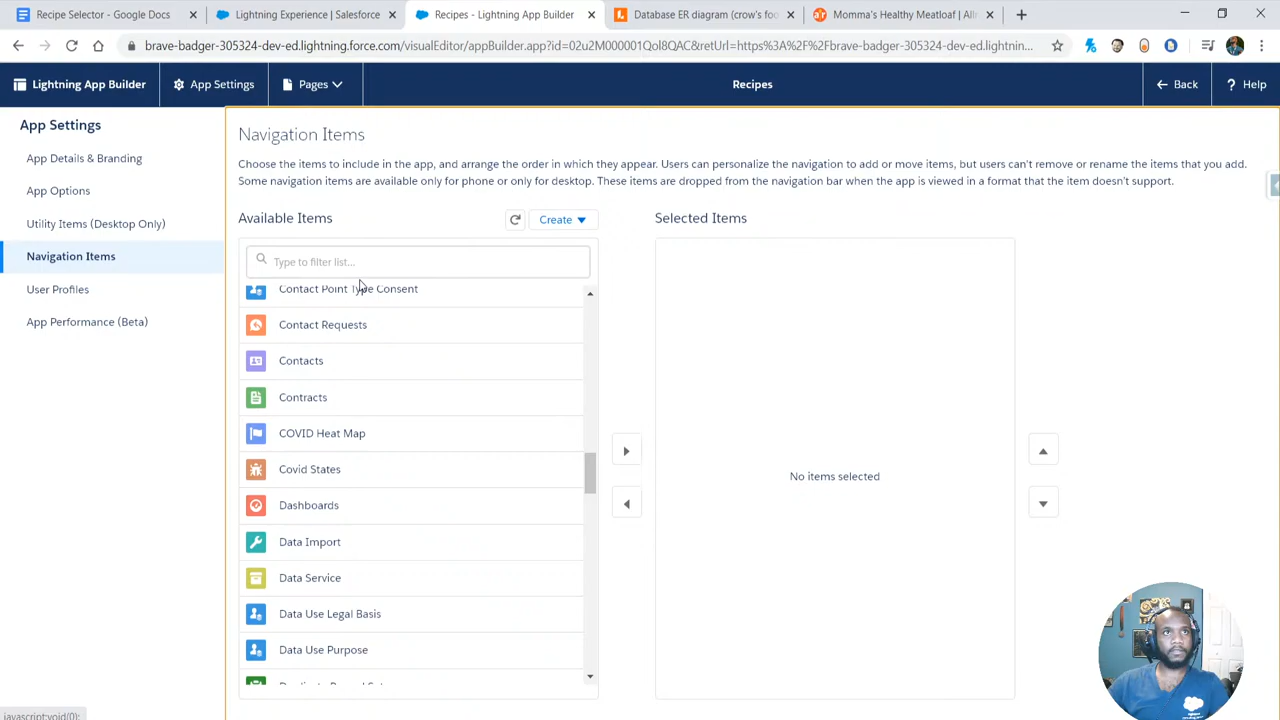 Recipe Selector - Google Docs
Lightning Experience | Salesforce
Recipes - Lightning App Builder
Database ER diagram (crow's foo
Momma's Healthy Meatloaf | Allr
brave-badger-305324-dev-ed.lightning.force.com/visualEditor/appBuilder.app?id=02u2M000001Qol8QAC&retUrl=https%3A%2F%2Fbrave-badger-305324-dev-ed.lightnin...
Lightning App Builder
App Settings
Pages
Recipes
Back
? Help
App Settings
App Details & Branding
App Options
Utility Items (Desktop Only)
Navigation Items
User Profiles
App Performance (Beta)
Navigation Items
Choose the items to include in the app, and arrange the order in which they appear. Users can personalize the navigation to add or move items, but users can't remove or rename the items that you add.
Some navigation items are available only for phone or only for desktop. These items are dropped from the navigation bar when the app is viewed in a format that the item doesn't support.
Available Items
Create
Type to filter list...
Contact Point Type Consent
Contact Requests
Contacts
Contracts
COVID Heat Map
Covid States
Dashboards
Data Import
Data Service
Data Use Legal Basis
Data Use Purpose
Selected Items
No items selected
javascript:void(0);